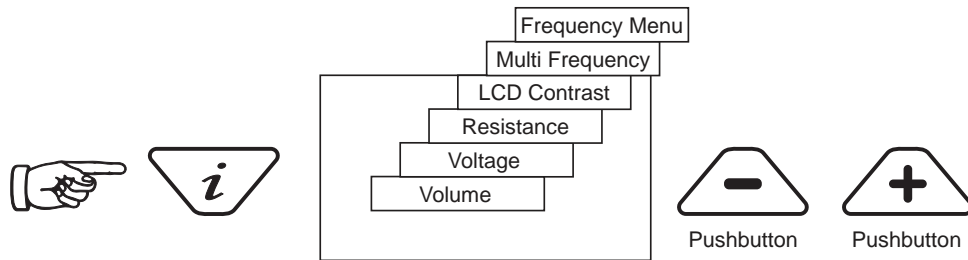 Frequency Menu
Multi Frequency
LCD Contrast
Resistance
Voltage
Volume
i
Pushbutton Pushbutton